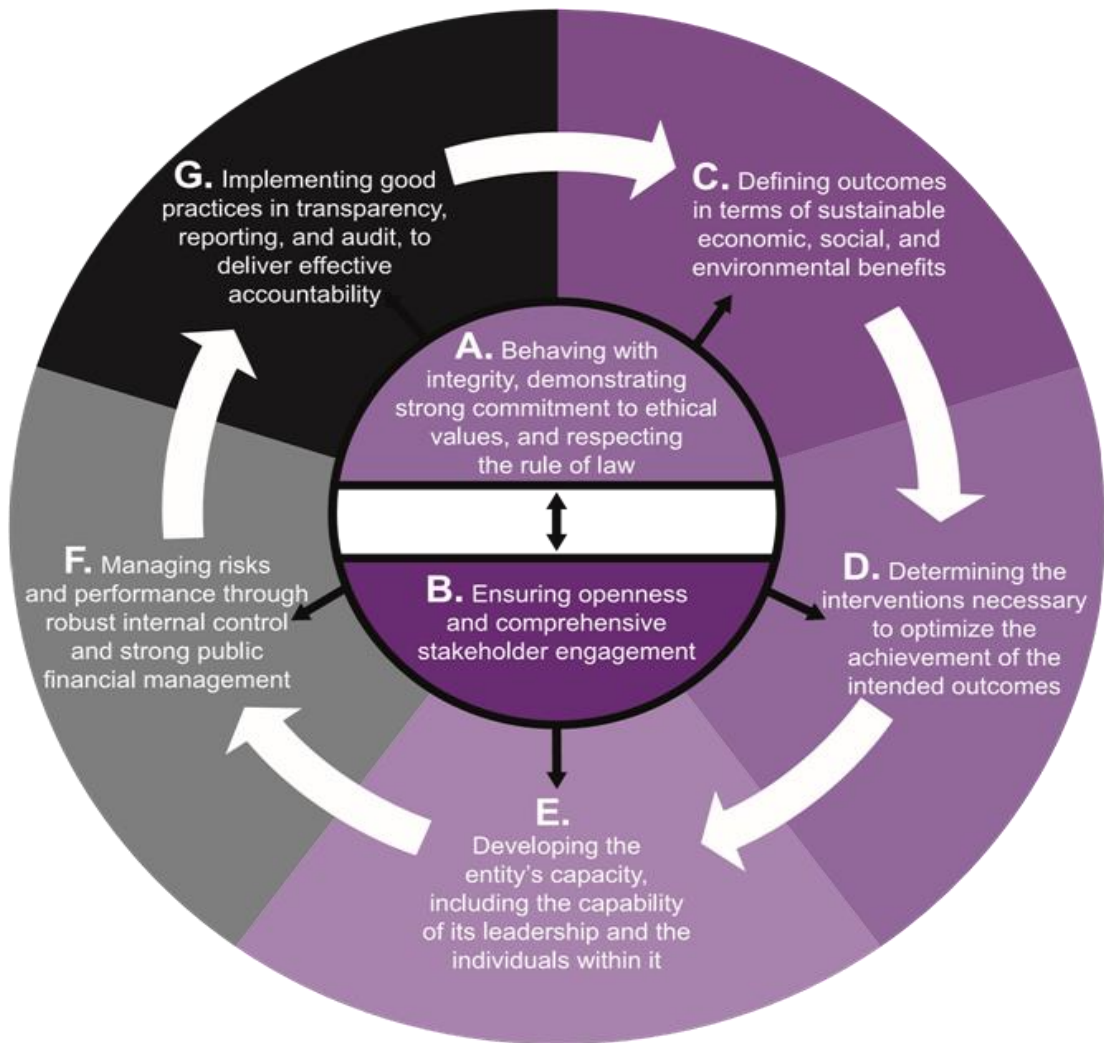 A. Behaving with
integrity, demonstrating
strong commitment to ethical
values, and respecting
the rule of law
B. Ensuring openness
and comprehensive
stakeholder engagement
C. Defining outcomes
in terms of sustainable
economic, social, and
environmental benefits
D. Determining the
interventions necessary
to optimize the
achievement of the
intended outcomes
E.
Developing the
entity's capacity,
including the capability
of its leadership and the
individuals within it
F. Managing risks
and performance through
robust internal control
and strong public
financial management
G. Implementing good
practices in transparency,
reporting, and audit, to
deliver effective
accountability